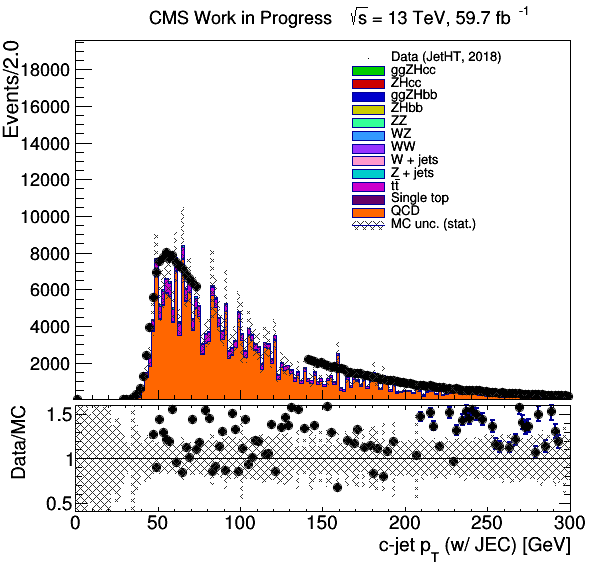 CMS Work in Progress √s = 13 TeV, 59.7 fb⁻¹
Events/2.0
18000
16000
14000
12000
10000
8000
6000
4000
2000
Data (JetHT, 2018)
ggZHcc
ZHcc
ggZHbb
ZHbb
ZZ
WZ
WW
W + jets
Z + jets
tt̄
Single top
QCD
MC unc. (stat.)
Data/MC
1.5
1
0.5
0 50 100 150 200 250 300
c-jet p_T (w/ JEC) [GeV]